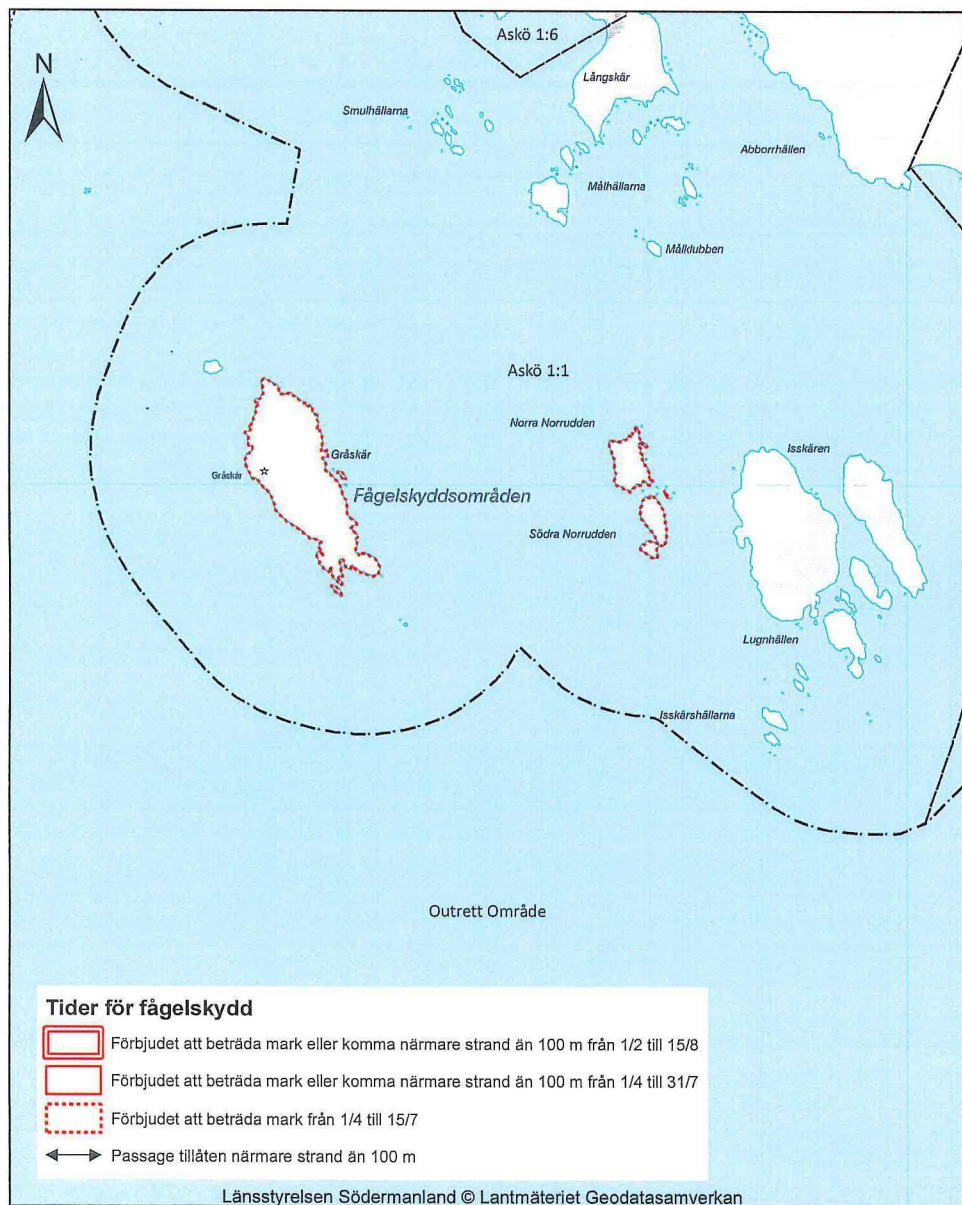 Askö 1:6
N
Långskär
Smulhällarna
Abborrhällen
Målhällarna
Målklubben
Askö 1:1
Norra Norrudden
Isskären
Gråskär
Gråskär
Fågelskyddsområden
Södra Norrudden
Lugnhällen
Isskärshällarna
Outrett Område
Tider för fågelskydd
Förbjudet att beträda mark eller komma närmare strand än 100 m från 1/2 till 15/8
Förbjudet att beträda mark eller komma närmare strand än 100 m från 1/4 till 31/7
Förbjudet att beträda mark från 1/4 till 15/7
Passage tillåten närmare strand än 100 m
Länsstyrelsen Södermanland © Lantmäteriet Geodatasamverkan